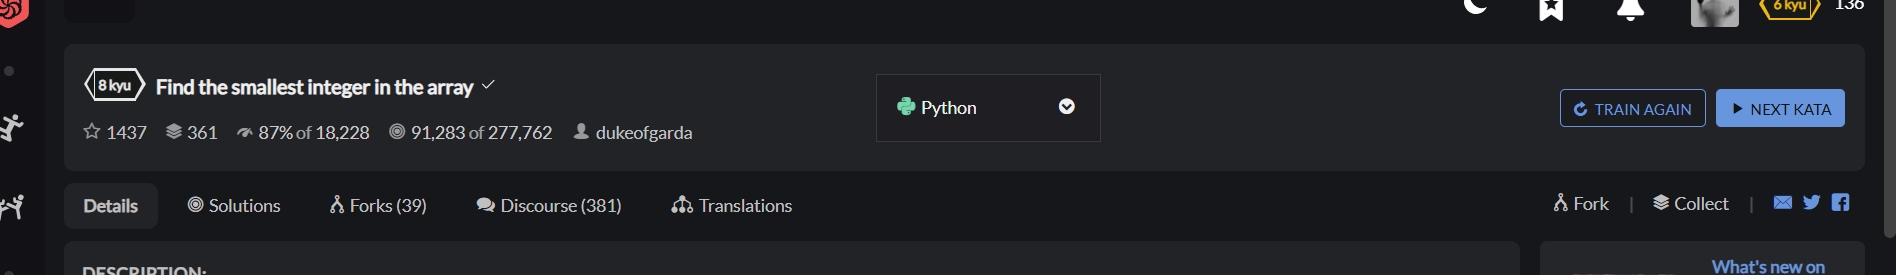 6 kyu 136
8 kyu Find the smallest integer in the array
1437 361 87% of 18,228 91,283 of 277,762 dukeofgarda
Python
TRAIN AGAIN NEXT KATA
Details Solutions Forks (39) Discourse (381) Translations
Fork | Collect |
DESCRIPTION:
What's new on